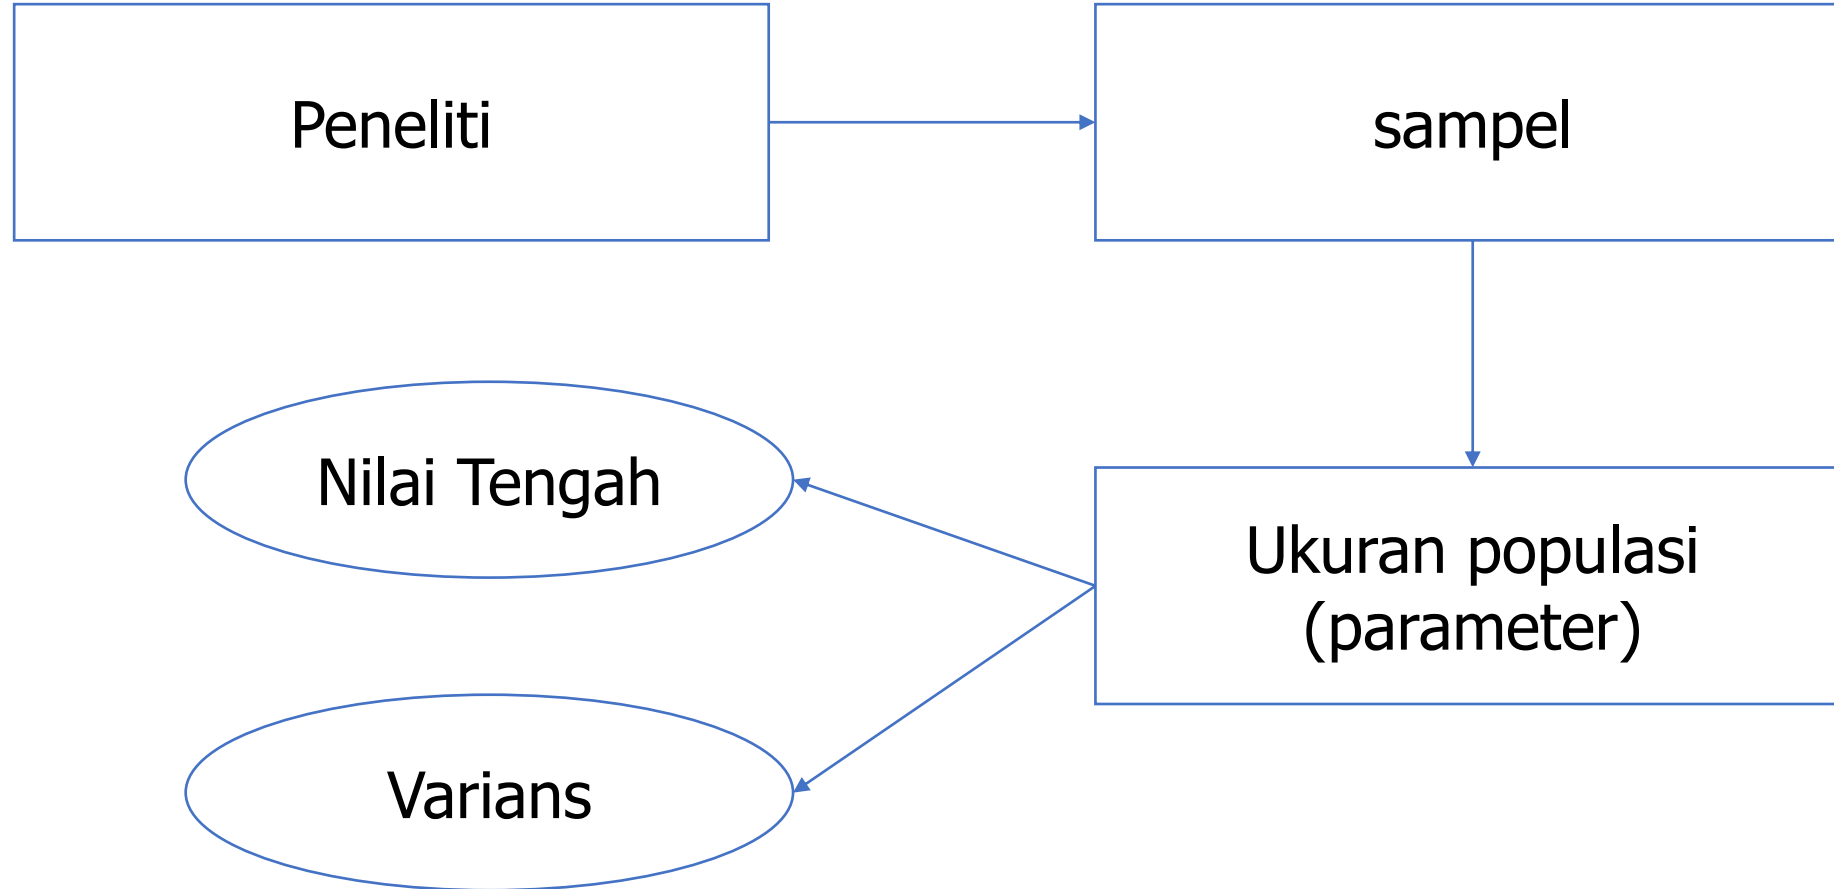 Peneliti
sampel
Nilai Tengah
Ukuran populasi
(parameter)
Varians